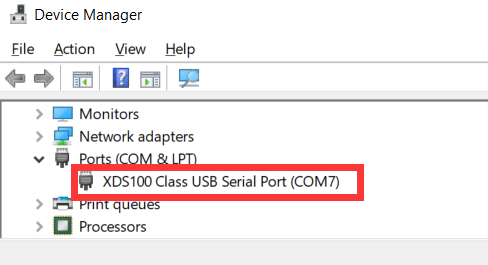 Device Manager
File Action View Help
?
Monitors
Network adapters
Ports (COM & LPT)
XDS100 Class USB Serial Port (COM7)
Print queues
Processors